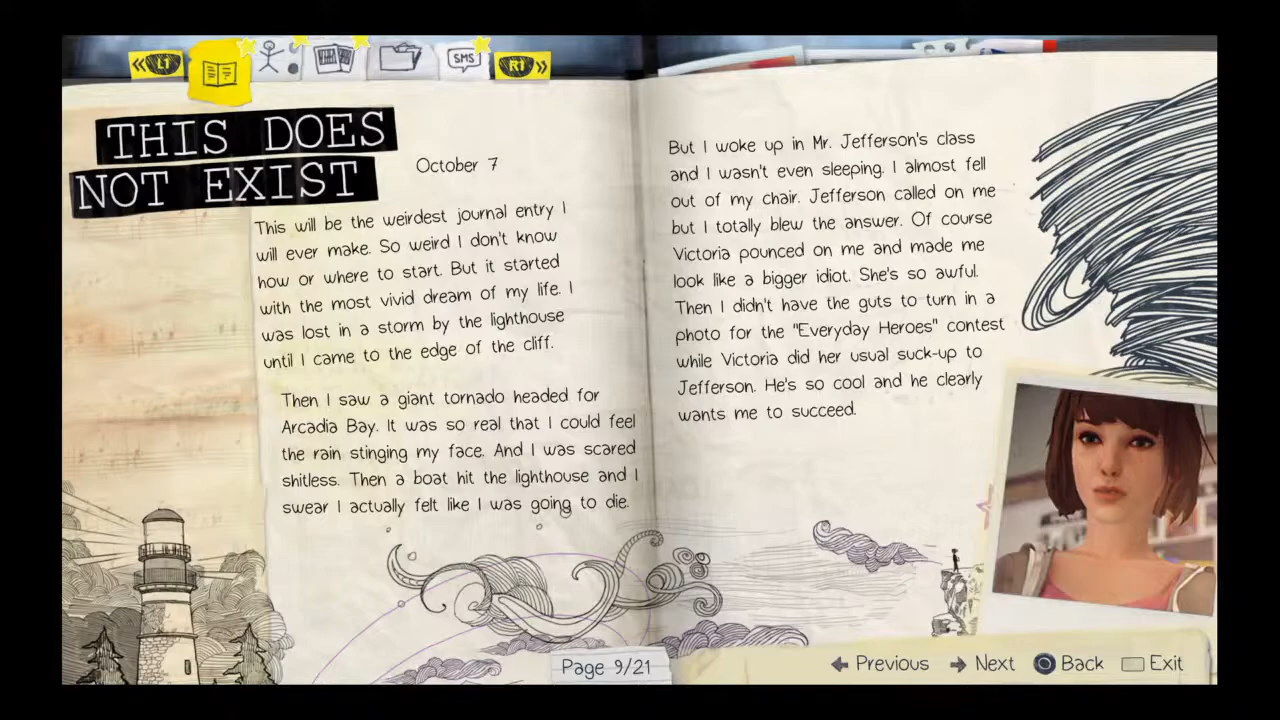 L1
SMS
R1
THIS DOES
NOT EXIST
October 7
This will be the weirdest journal entry I
will ever make. So weird I don't know
how or where to start. But it started
with the most vivid dream of my life. I
was lost in a storm by the lighthouse
until I came to the edge of the cliff.
Then I saw a giant tornado headed for
Arcadia Bay. It was so real that I could feel
the rain stinging my face. And I was scared
shitless. Then a boat hit the lighthouse and I
swear I actually felt like I was going to die.
But I woke up in Mr. Jefferson's class
and I wasn't even sleeping. I almost fell
out of my chair. Jefferson called on me
but I totally blew the answer. Of course
Victoria pounced on me and made me
look like a bigger idiot. She's so awful.
Then I didn't have the guts to turn in a
photo for the "Everyday Heroes" contest
while Victoria did her usual suck-up to
Jefferson. He's so cool and he clearly
wants me to succeed.
Page 9/21
Previous Next Back Exit